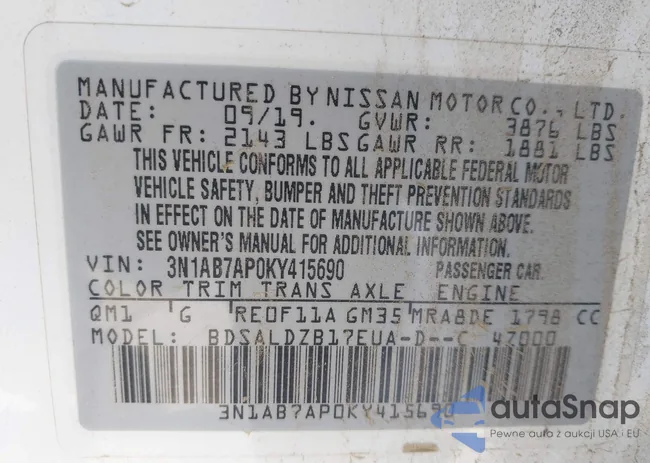 MANUFACTURED BY NISSAN MOTOR CO., LTD.
DATE: 09/19. GVWR: 3876 LBS
GAWR FR: 2143 LBS GAWR RR: 1881 LBS
THIS VEHICLE CONFORMS TO ALL APPLICABLE FEDERAL MOTOR
VEHICLE SAFETY, BUMPER AND THEFT PREVENTION STANDARDS
IN EFFECT ON THE DATE OF MANUFACTURE SHOWN ABOVE.
SEE OWNER'S MANUAL FOR ADDITIONAL INFORMATION.
VIN: 3N1AB7AP0KY415690 PASSENGER CAR
COLOR TRIM TRANS AXLE ENGINE
QM1 G RE0F11A GM35 MRA8DE 1798 CC
MODEL: BDSALDZB17EUA-D--C 47000
3N1AB7AP0KY415690
autaSnap
Pewne auta z aukcji USA i EU